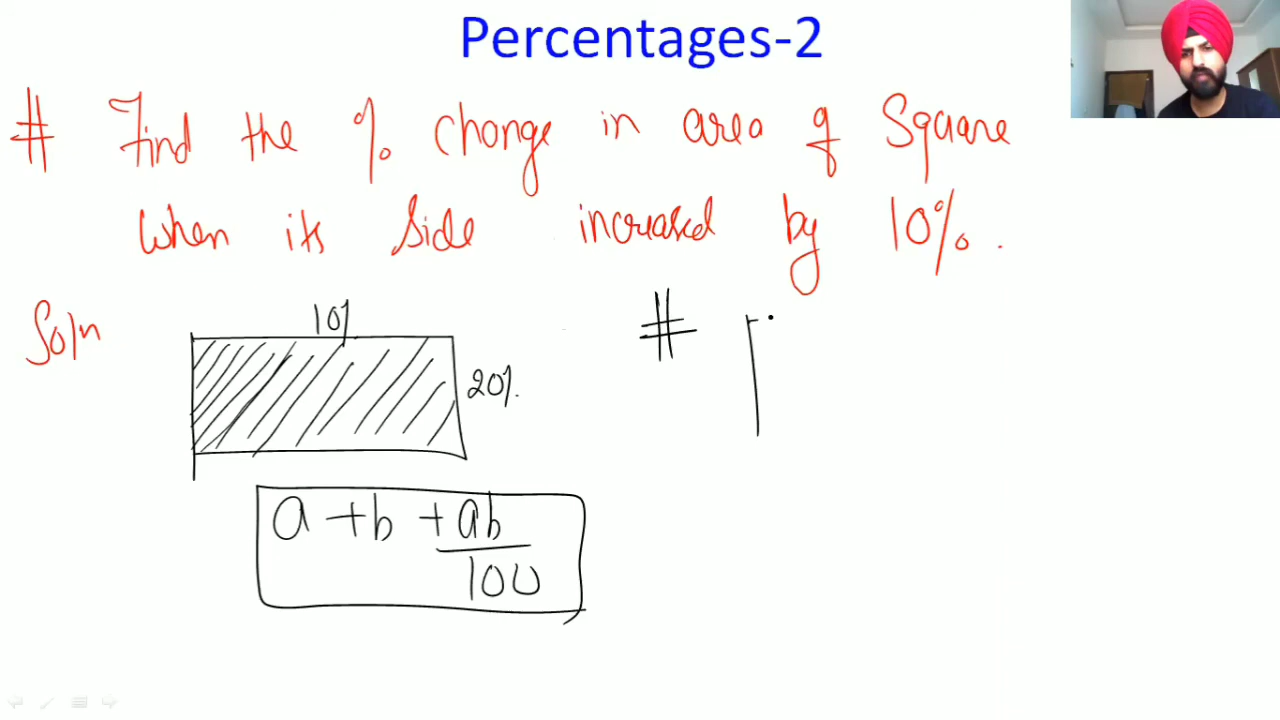 Percentages-2
# Find the % change in area of Square
when its side increased by 10%.
Soln
10%
20%.
#
a + b + ab
100